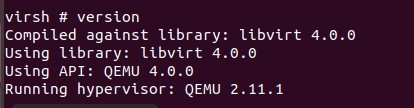 virsh # version
Compiled against library: libvirt 4.0.0
Using library: libvirt 4.0.0
Using API: QEMU 4.0.0
Running hypervisor: QEMU 2.11.1